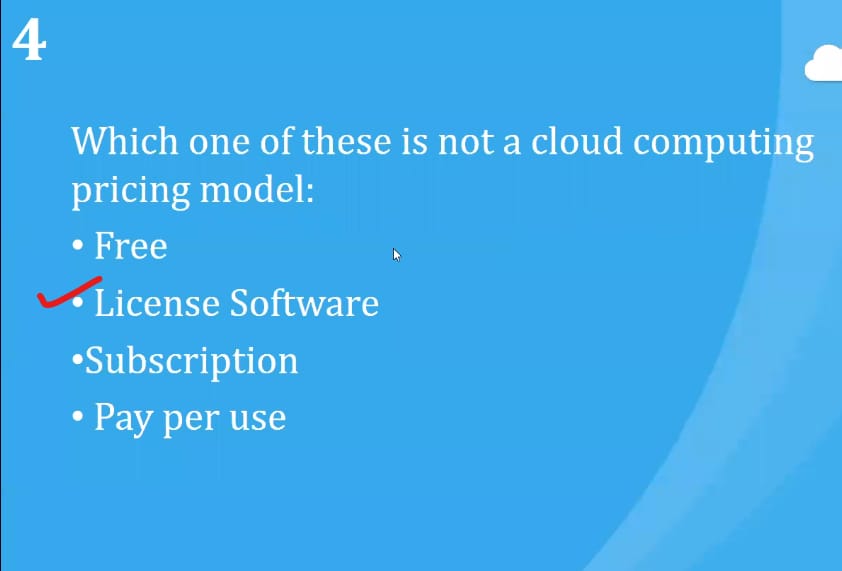 4
Which one of these is not a cloud computing
pricing model:
• Free
• License Software
•Subscription
• Pay per use